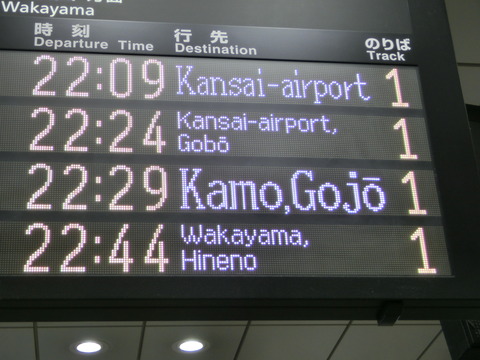 Wakayama
時刻 行先 のりば
Departure Time Destination Track
22:09 Kansai-airport 1
22:24 Kansai-airport,
Gobō 1
22:29 Kamo,Gojō 1
22:44 Wakayama,
Hineno 1